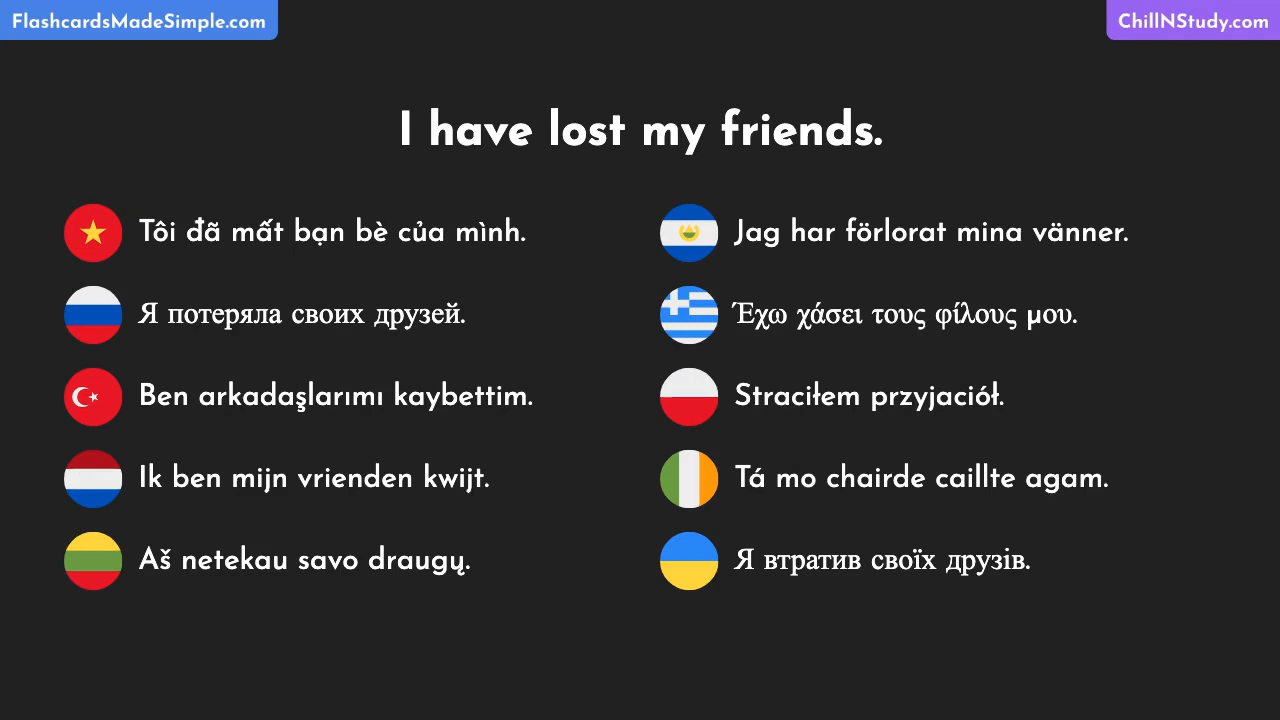 FlashcardsMadeSimple.com
ChillNStudy.com
I have lost my friends.
Tôi đã mất bạn bè của mình.
Jag har förlorat mina vänner.
Я потеряла своих друзей.
Έχω χάσει τους φίλους μου.
Ben arkadaşlarımı kaybettim.
Straciłem przyjaciół.
Ik ben mijn vrienden kwijt.
Tá mo chairde caillte agam.
Aš netekau savo draugų.
Я втратив своїх друзів.